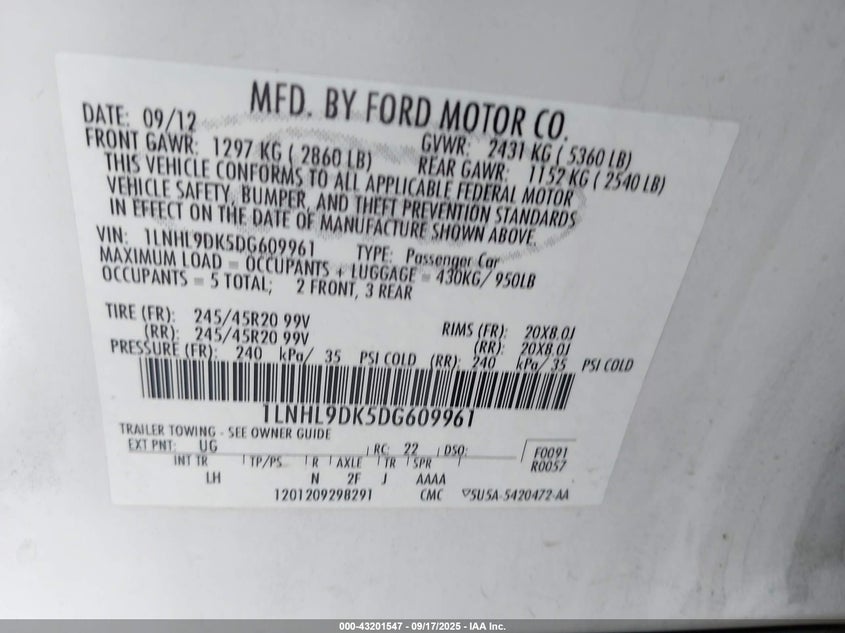 MFD. BY FORD MOTOR CO.
DATE: 09/12 GVWR: 2431 KG ( 5360 LB)
FRONT GAWR: 1297 KG ( 2860 LB) REAR GAWR: 1152 KG ( 2540 LB)
THIS VEHICLE CONFORMS TO ALL APPLICABLE FEDERAL MOTOR
VEHICLE SAFETY, BUMPER, AND THEFT PREVENTION STANDARDS
IN EFFECT ON THE DATE OF MANUFACTURE SHOWN ABOVE.
VIN: 1LNHL9DK5DG609961 TYPE: Passenger Car
MAXIMUM LOAD = OCCUPANTS + LUGGAGE = 430KG/ 950LB
OCCUPANTS = 5 TOTAL; 2 FRONT, 3 REAR
TIRE (FR): 245/45R20 99V RIMS (FR): 20X8.0J
(RR): 245/45R20 99V (RR): 20X8.0J
PRESSURE (FR): 240 kPa/ 35 PSI COLD (RR): 240 kPa/ 35 PSI COLD
1LNHL9DK5DG609961
TRAILER TOWING - SEE OWNER GUIDE
EXT PNT: UG RC: 22 DSO: F0091
INT TR TP/PS R AXLE TR SPR R0057
LH N 2F J AAAA
1201209298291 CMC ▽5U5A-5420472-AA
000-43201547 - 09/17/2025 - IAA Inc.